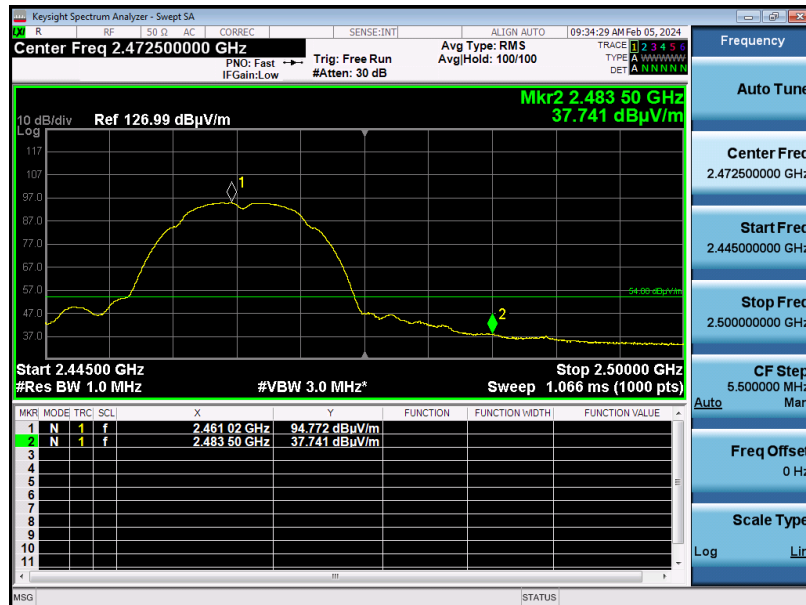 Keysight Spectrum Analyzer - Swept SA
LXI R RF 50 Ω AC CORREC SENSE:INT ALIGN AUTO 09:34:29 AM Feb 05, 2024
Center Freq 2.472500000 GHz
PNO: Fast
IFGain:Low
Trig: Free Run
#Atten: 30 dB
Avg Type: RMS
Avg|Hold: 100/100
TRACE 1 2 3 4 5 6
TYPE A WWWWW
DET A N N N N N
Mkr2 2.483 50 GHz
37.741 dBµV/m
10 dB/div Ref 126.99 dBµV/m
Log
117
107
97.0
87.0
77.0
67.0
57.0
47.0
37.0
1
2
54.00 dBµV/m
Start 2.44500 GHz Stop 2.50000 GHz
#Res BW 1.0 MHz #VBW 3.0 MHz* Sweep 1.066 ms (1000 pts)
MKR MODE TRC SCL X Y FUNCTION FUNCTION WIDTH FUNCTION VALUE
1 N 1 f 2.461 02 GHz 94.772 dBµV/m
2 N 1 f 2.483 50 GHz 37.741 dBµV/m
3
4
5
6
7
8
9
10
11
MSG STATUS
Frequency
Auto Tune
Center Freq
2.472500000 GHz
Start Freq
2.445000000 GHz
Stop Freq
2.500000000 GHz
CF Step
5.500000 MHz
Auto Man
Freq Offset
0 Hz
Scale Type
Log Lin